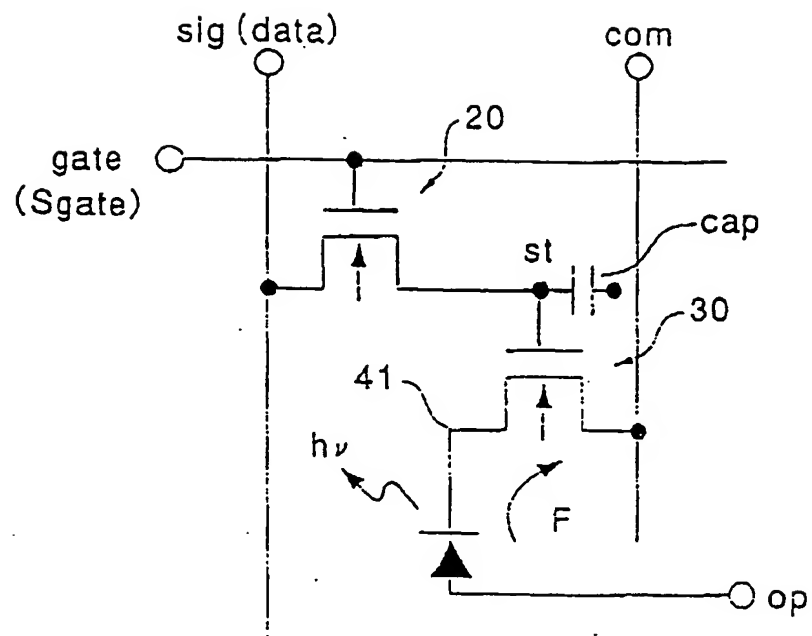 sig (data)
com
20
gate
(Sgate)
cap
st
30
41
hν
F
op